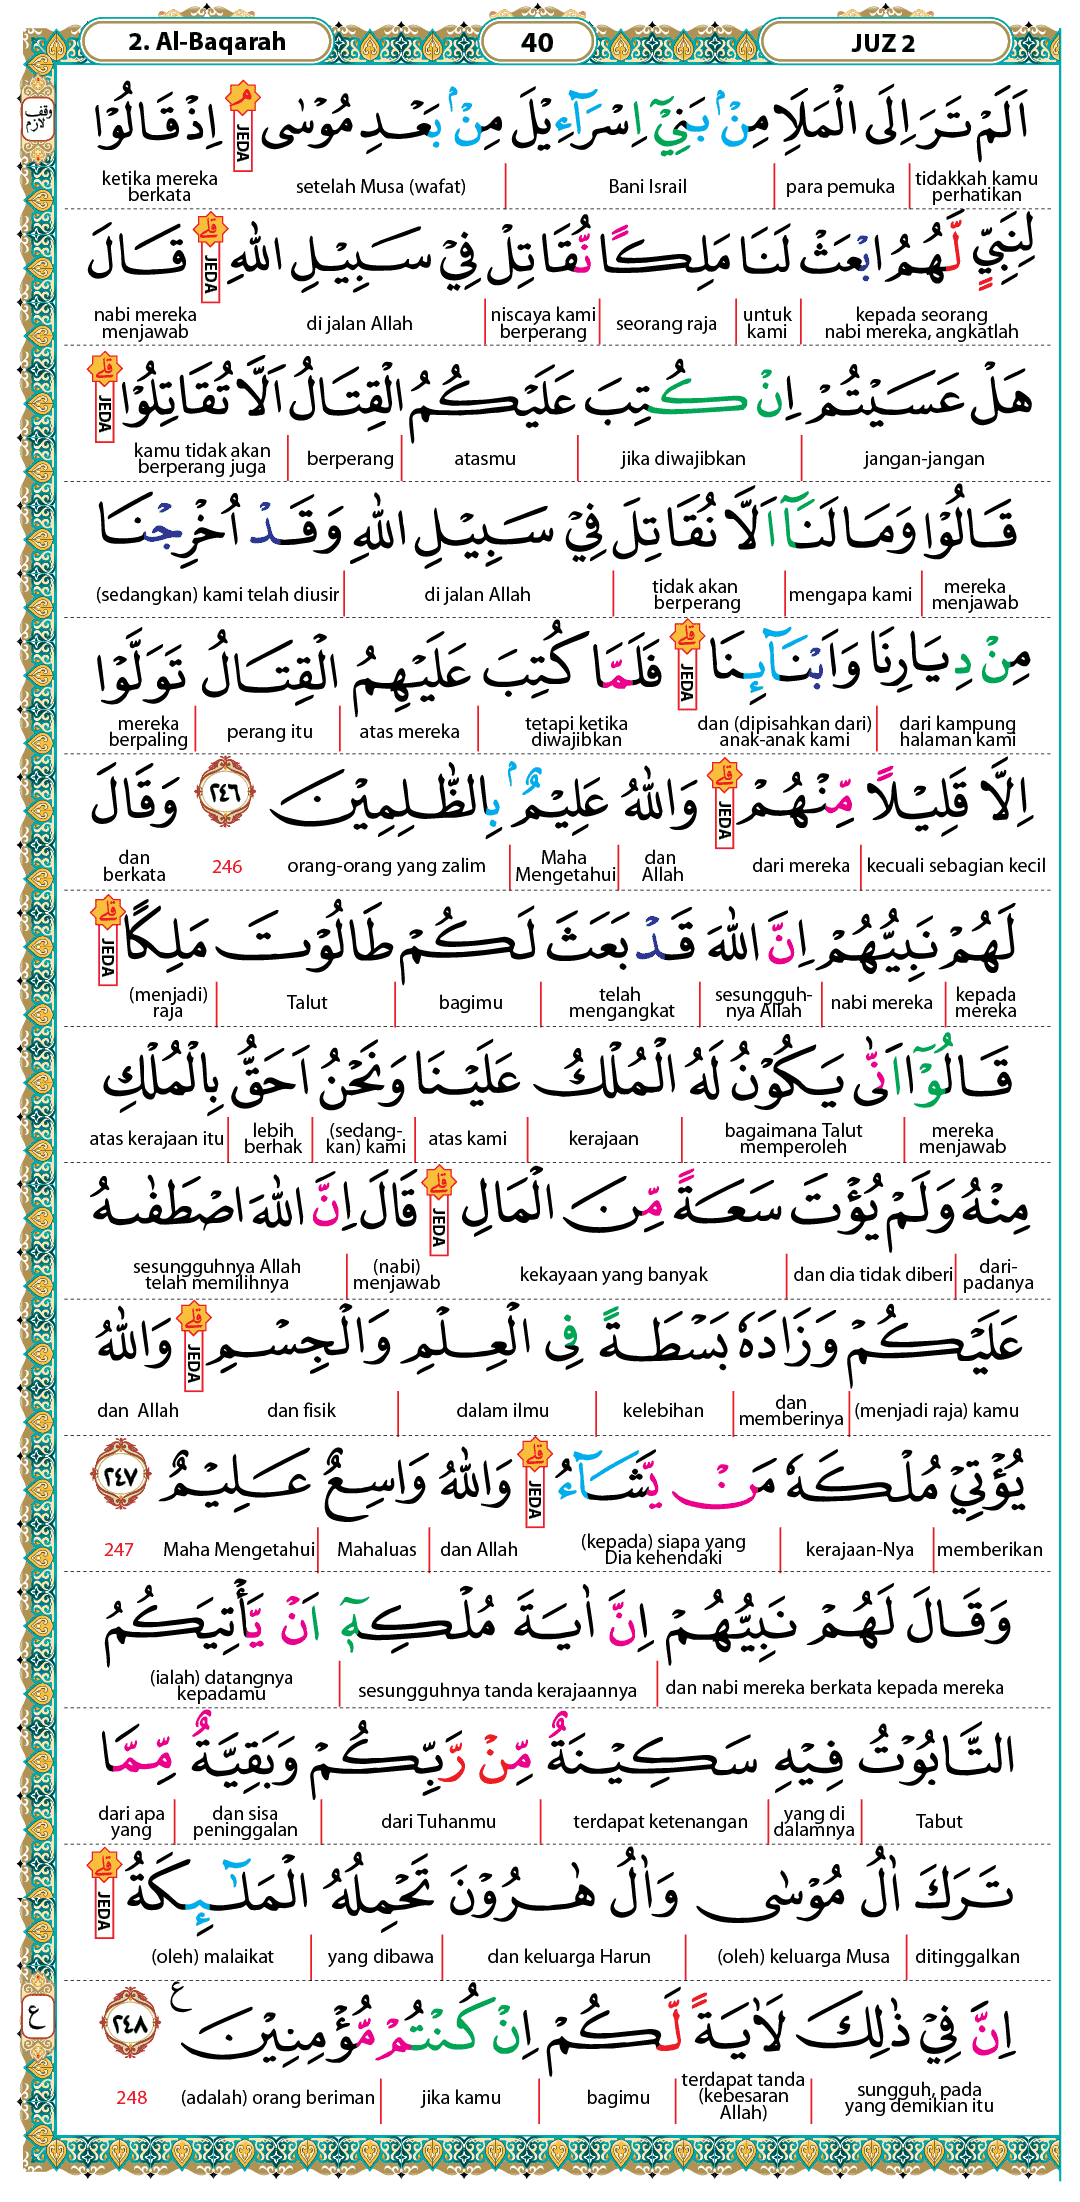 2. Al-Baqarah 40 JUZ 2
وقف لازم
اَلَمْ تَرَ اِلَى الْمَلَاِ مِنْۢ بَنِيْٓ اِسْرَاۤءِيْلَ مِنْۢ بَعْدِ مُوْسٰى ۘ اِذْ قَالُوْا
JEDA
tidakkah kamu perhatikan | para pemuka | Bani Israil | setelah Musa (wafat) ketika mereka berkata
لِنَبِيٍّ لَّهُمُ ابْعَثْ لَنَا مَلِكًا نُّقَاتِلْ فِيْ سَبِيْلِ اللّٰهِ ۗ قَالَ
JEDA
kepada seorang nabi mereka, angkatlah | untuk kami | seorang raja | niscaya kami berperang | di jalan Allah nabi mereka menjawab
هَلْ عَسَيْتُمْ اِنْ كُتِبَ عَلَيْكُمُ الْقِتَالُ اَلَّا تُقَاتِلُوْا ۗ
JEDA
jangan-jangan | jika diwajibkan | atasmu | berperang | kamu tidak akan berperang juga
قَالُوْا وَمَا لَنَآ اَلَّا نُقَاتِلَ فِيْ سَبِيْلِ اللّٰهِ وَقَدْ اُخْرِجْنَا
mereka menjawab | mengapa kami | tidak akan berperang | di jalan Allah | (sedangkan) kami telah diusir
مِنْ دِيَارِنَا وَاَبْنَاۤىِٕنَا ۗ فَلَمَّا كُتِبَ عَلَيْهِمُ الْقِتَالُ تَوَلَّوْا
JEDA
dari kampung halaman kami | dan (dipisahkan dari) anak-anak kami tetapi ketika diwajibkan | atas mereka | perang itu | mereka berpaling
اِلَّا قَلِيْلًا مِّنْهُمْ ۗ وَاللّٰهُ عَلِيْمٌۢ بِالظّٰلِمِيْنَ ٢٤٦ وَقَالَ
JEDA
kecuali sebagian kecil | dari mereka dan Allah | Maha Mengetahui | orang-orang yang zalim 246 dan berkata
لَهُمْ نَبِيُّهُمْ اِنَّ اللّٰهَ قَدْ بَعَثَ لَكُمْ طَالُوْتَ مَلِكًا ۗ
JEDA
kepada mereka | nabi mereka | sesungguh-nya Allah | telah mengangkat | bagimu | Talut | (menjadi) raja
قَالُوْٓا اَنّٰى يَكُوْنُ لَهُ الْمُلْكُ عَلَيْنَا وَنَحْنُ اَحَقُّ بِالْمُلْكِ
mereka menjawab | bagaimana Talut memperoleh | kerajaan | atas kami | (sedang-kan) kami | lebih berhak | atas kerajaan itu
مِنْهُ وَلَمْ يُؤْتَ سَعَةً مِّنَ الْمَالِ ۗ قَالَ اِنَّ اللّٰهَ اصْطَفٰىهُ
JEDA
dari-padanya | dan dia tidak diberi | kekayaan yang banyak (nabi) menjawab | sesungguhnya Allah telah memilihnya
عَلَيْكُمْ وَزَادَهٗ بَسْطَةً فِى الْعِلْمِ وَالْجِسْمِ ۗ وَاللّٰهُ
JEDA
(menjadi raja) kamu | dan memberinya | kelebihan | dalam ilmu | dan fisik dan Allah
يُؤْتِيْ مُلْكَهٗ مَنْ يَّشَاۤءُ ۗ وَاللّٰهُ وَاسِعٌ عَلِيْمٌ ٢٤٧
JEDA
memberikan | kerajaan-Nya | (kepada) siapa yang Dia kehendaki dan Allah | Mahaluas | Maha Mengetahui 247
وَقَالَ لَهُمْ نَبِيُّهُمْ اِنَّ اٰيَةَ مُلْكِهٖٓ اَنْ يَّأْتِيَكُمُ
dan nabi mereka berkata kepada mereka | sesungguhnya tanda kerajaannya | (ialah) datangnya kepadamu
التَّابُوْتُ فِيْهِ سَكِيْنَةٌ مِّنْ رَّبِّكُمْ وَبَقِيَّةٌ مِّمَّا
Tabut | yang di dalamnya | terdapat ketenangan | dari Tuhanmu | dan sisa peninggalan | dari apa yang
تَرَكَ اٰلُ مُوْسٰى وَاٰلُ هٰرُوْنَ تَحْمِلُهُ الْمَلٰۤىِٕكَةُ ۗ
JEDA
ditinggalkan | (oleh) keluarga Musa | dan keluarga Harun | yang dibawa | (oleh) malaikat
اِنَّ فِيْ ذٰلِكَ لَاٰيَةً لَّكُمْ اِنْ كُنْتُمْ مُّؤْمِنِيْنَ ࣖ ٢٤٨
ع
sungguh, pada yang demikian itu | terdapat tanda (kebesaran Allah) | bagimu | jika kamu | (adalah) orang beriman 248